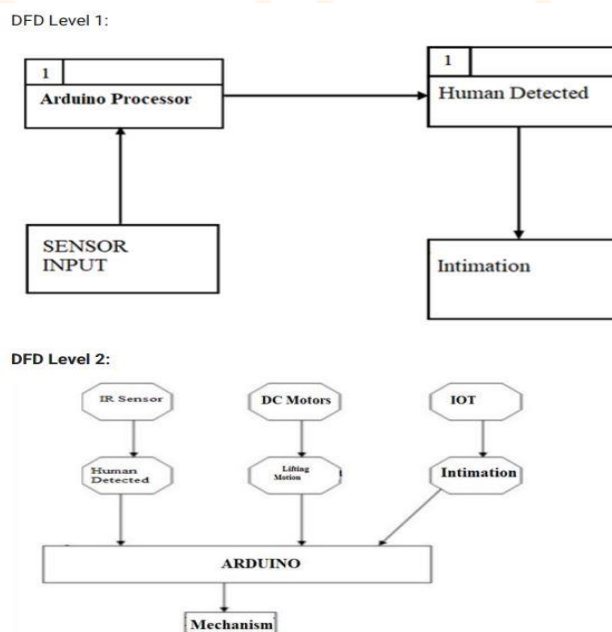 DFD Level 1:
1
Arduino Processor
1
Human Detected
SENSOR
INPUT
Intimation
DFD Level 2:
IR Sensor
DC Motors
IOT
Human
Detected
Lifting
Motion
Intimation
ARDUINO
Mechanism